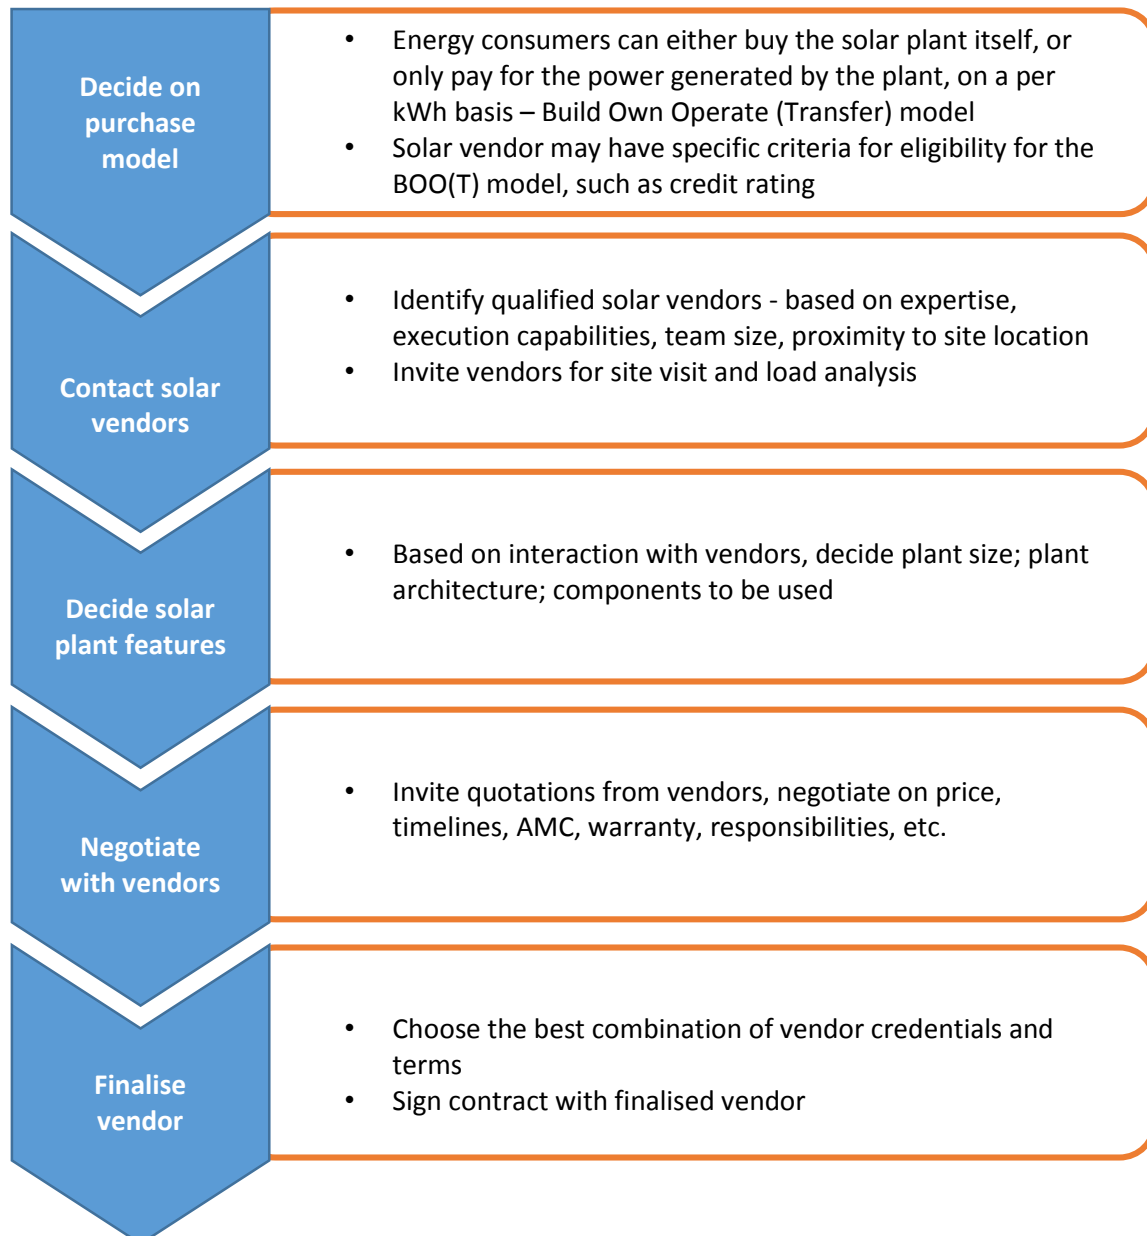 Decide on
purchase
model
• Energy consumers can either buy the solar plant itself, or
only pay for the power generated by the plant, on a per
kWh basis – Build Own Operate (Transfer) model
• Solar vendor may have specific criteria for eligibility for the
BOO(T) model, such as credit rating
Contact solar
vendors
• Identify qualified solar vendors - based on expertise,
execution capabilities, team size, proximity to site location
• Invite vendors for site visit and load analysis
Decide solar
plant features
• Based on interaction with vendors, decide plant size; plant
architecture; components to be used
Negotiate
with vendors
• Invite quotations from vendors, negotiate on price,
timelines, AMC, warranty, responsibilities, etc.
Finalise
vendor
• Choose the best combination of vendor credentials and
terms
• Sign contract with finalised vendor